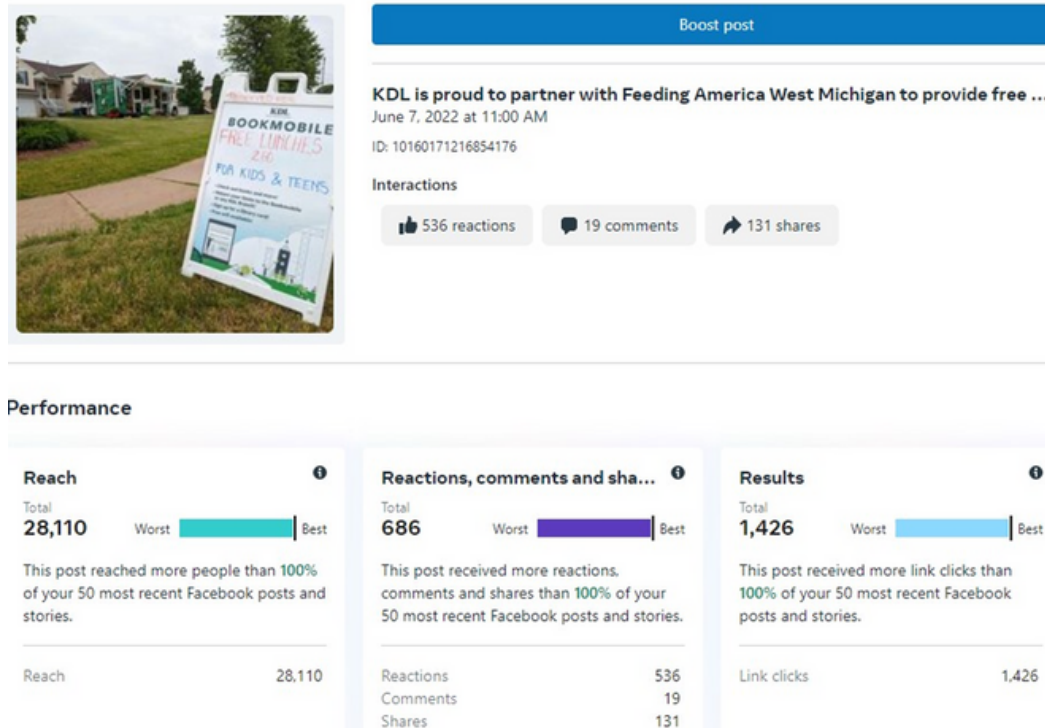 Boost post
KDL is proud to partner with Feeding America West Michigan to provide free ...
June 7, 2022 at 11:00 AM
ID: 10160171216854176
Interactions
536 reactions
19 comments
131 shares
KDL
BOOKMOBILE
FREE LUNCHES
FOR KIDS & TEENS
Performance
Reach
Total
28,110
Worst
Best
This post reached more people than 100%
of your 50 most recent Facebook posts and
stories.
Reach 28,110
Reactions, comments and sha...
Total
686
Worst
Best
This post received more reactions,
comments and shares than 100% of your
50 most recent Facebook posts and stories.
Reactions 536
Comments 19
Shares 131
Results
Total
1,426
Worst
Best
This post received more link clicks than
100% of your 50 most recent Facebook
posts and stories.
Link clicks 1,426